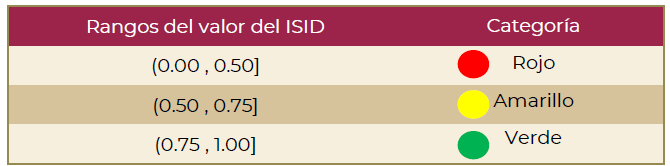 Rangos del valor del ISID Categoría
(0.00 , 0.50] Rojo
(0.50 , 0.75] Amarillo
(0.75 , 1.00] Verde